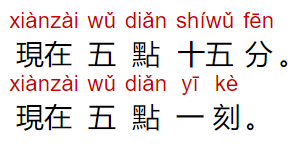 xiànzài wǔ diǎn shíwǔ fēn
現在 五 點 十五 分。
xiànzài wǔ diǎn yī kè
現在 五 點 一 刻。